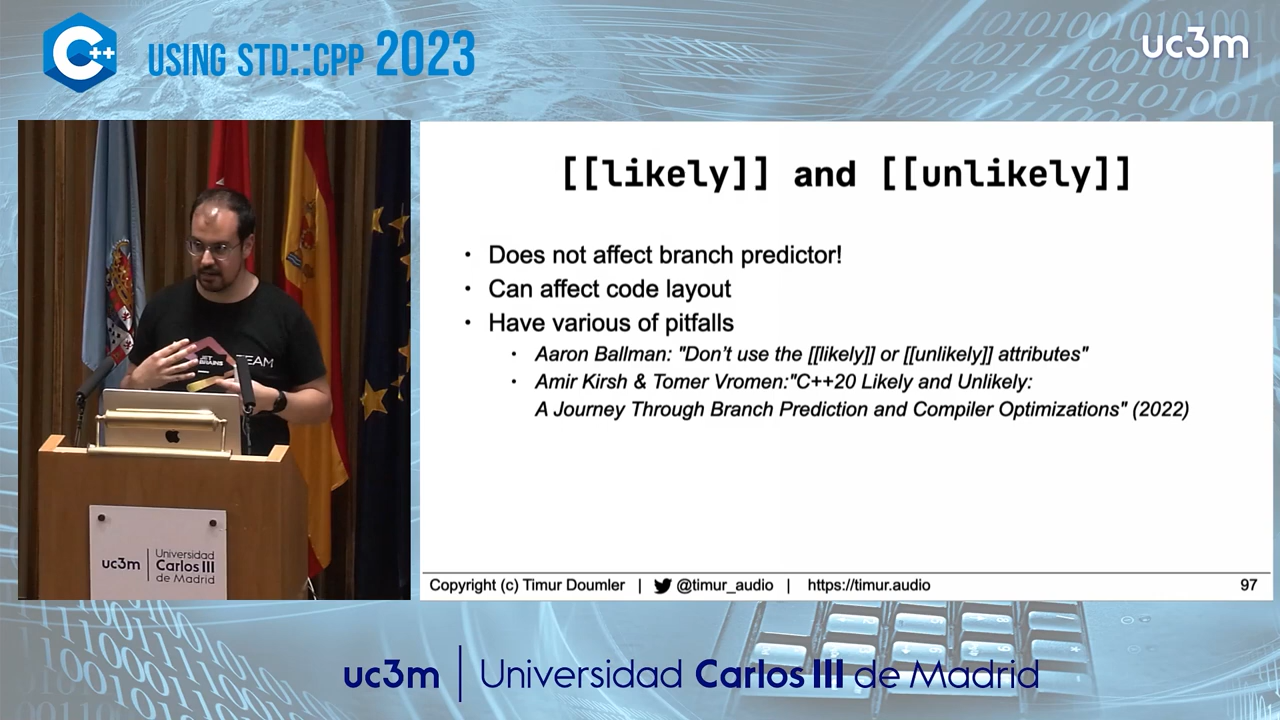 C++
USING STD::CPP 2023
uc3m
[[likely]] and [[unlikely]]
• Does not affect branch predictor!
• Can affect code layout
• Have various of pitfalls
• Aaron Ballman: "Don't use the [[likely]] or [[unlikely]] attributes"
• Amir Kirsh & Tomer Vromen:"C++20 Likely and Unlikely:
A Journey Through Branch Prediction and Compiler Optimizations" (2022)
Copyright (c) Timur Doumler | @timur_audio | https://timur.audio 97
JET
BRAINS
TEAM
uc3m
Universidad
Carlos III
de Madrid
uc3m | Universidad Carlos III de Madrid